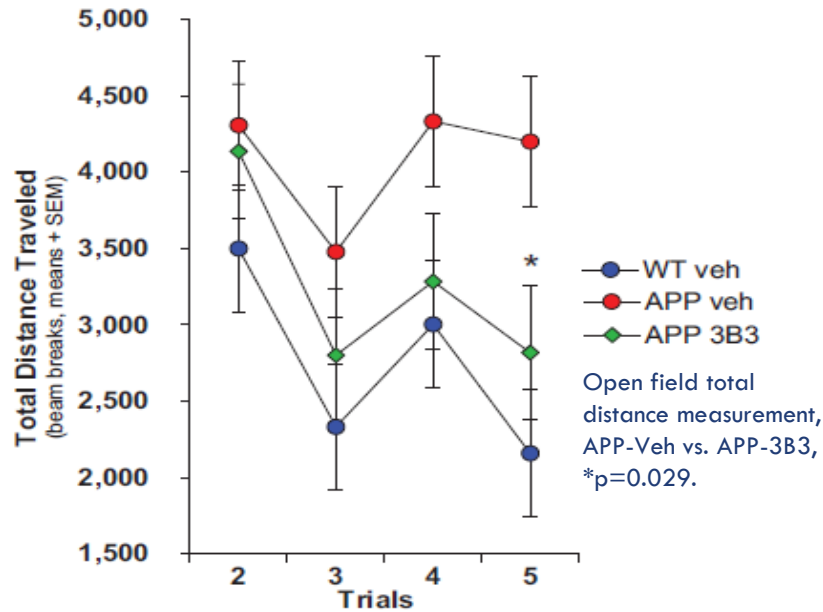 5,000
4,500
4,000
3,500
3,000
2,500
2,000
1,500
Total Distance Traveled
(beam breaks, means + SEM)
2 3 4 5
Trials
*
WT veh
APP veh
APP 3B3
Open field total
distance measurement,
APP-Veh vs. APP-3B3,
*p=0.029.